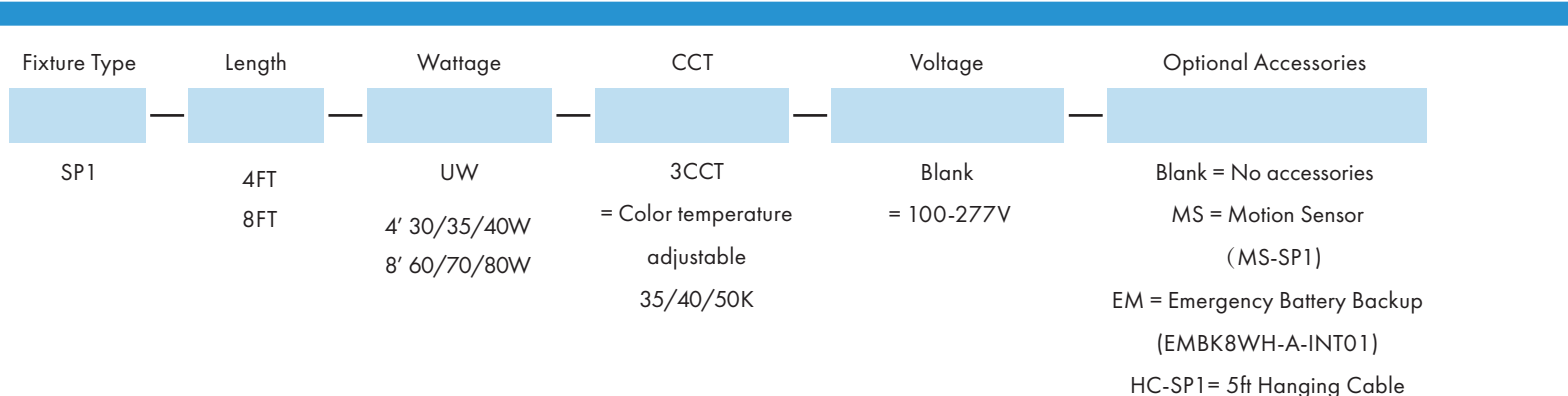 Fixture Type
Length
Wattage
CCT
Voltage
Optional Accessories
SP1
4FT
8FT
UW
4’ 30/35/40W
8’ 60/70/80W
3CCT
= Color temperature
adjustable
35/40/50K
Blank
= 100-277V
Blank = No accessories
MS = Motion Sensor
（MS-SP1)
EM = Emergency Battery Backup
(EMBK8WH-A-INT01)
HC-SP1= 5ft Hanging Cable